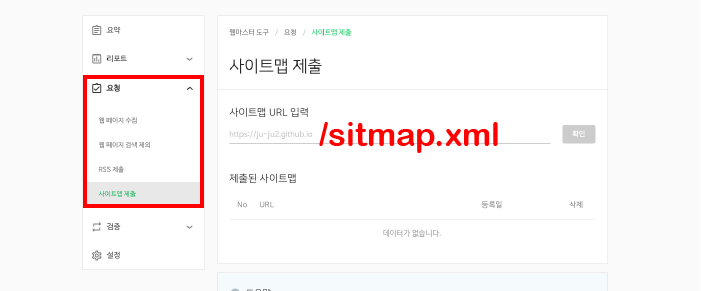 요약
리포트
요청
웹 페이지 수집
웹 페이지 검색 제외
RSS 제출
사이트맵 제출
검증
설정
웹마스터 도구 / 요청 / 사이트맵 제출
사이트맵 제출
사이트맵 URL 입력
https://ju-ju2.github.io /sitmap.xml 확인
제출된 사이트맵
No URL 등록일 삭제
데이터가 없습니다.